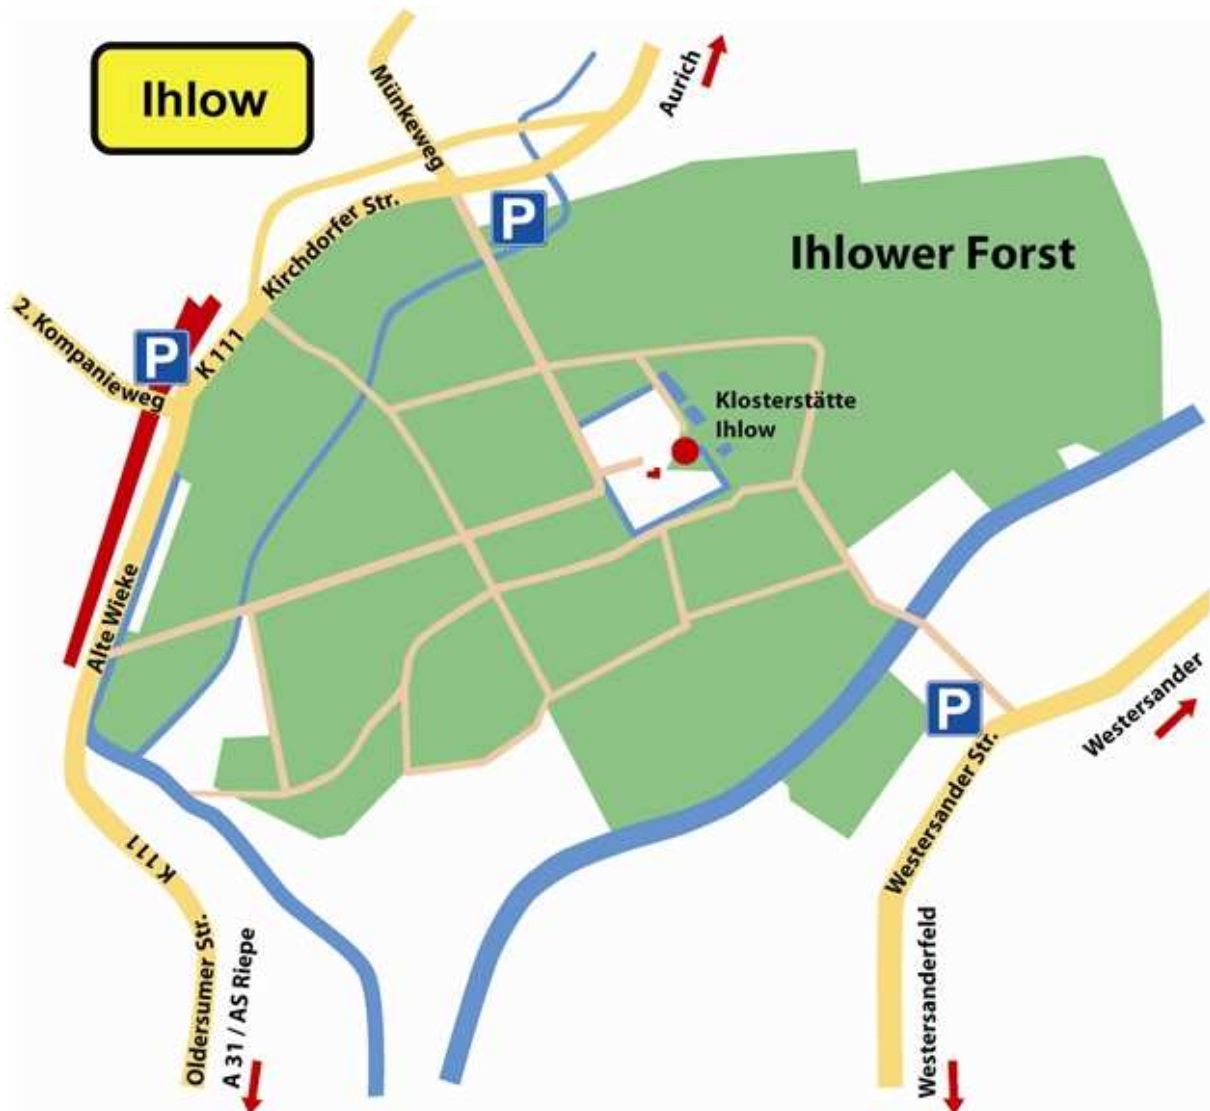 Ihlow
Münkeweg
Aurich
P
Kirchdorfer Str.
Ihlower Forst
2. Kompanieweg
P
K 111
Klosterstätte
Ihlow
Alte Wieke
P
Westersander
Westersander Str.
K 111
Oldersumer Str.
A 31 / AS Riepe
Westersanderfeld